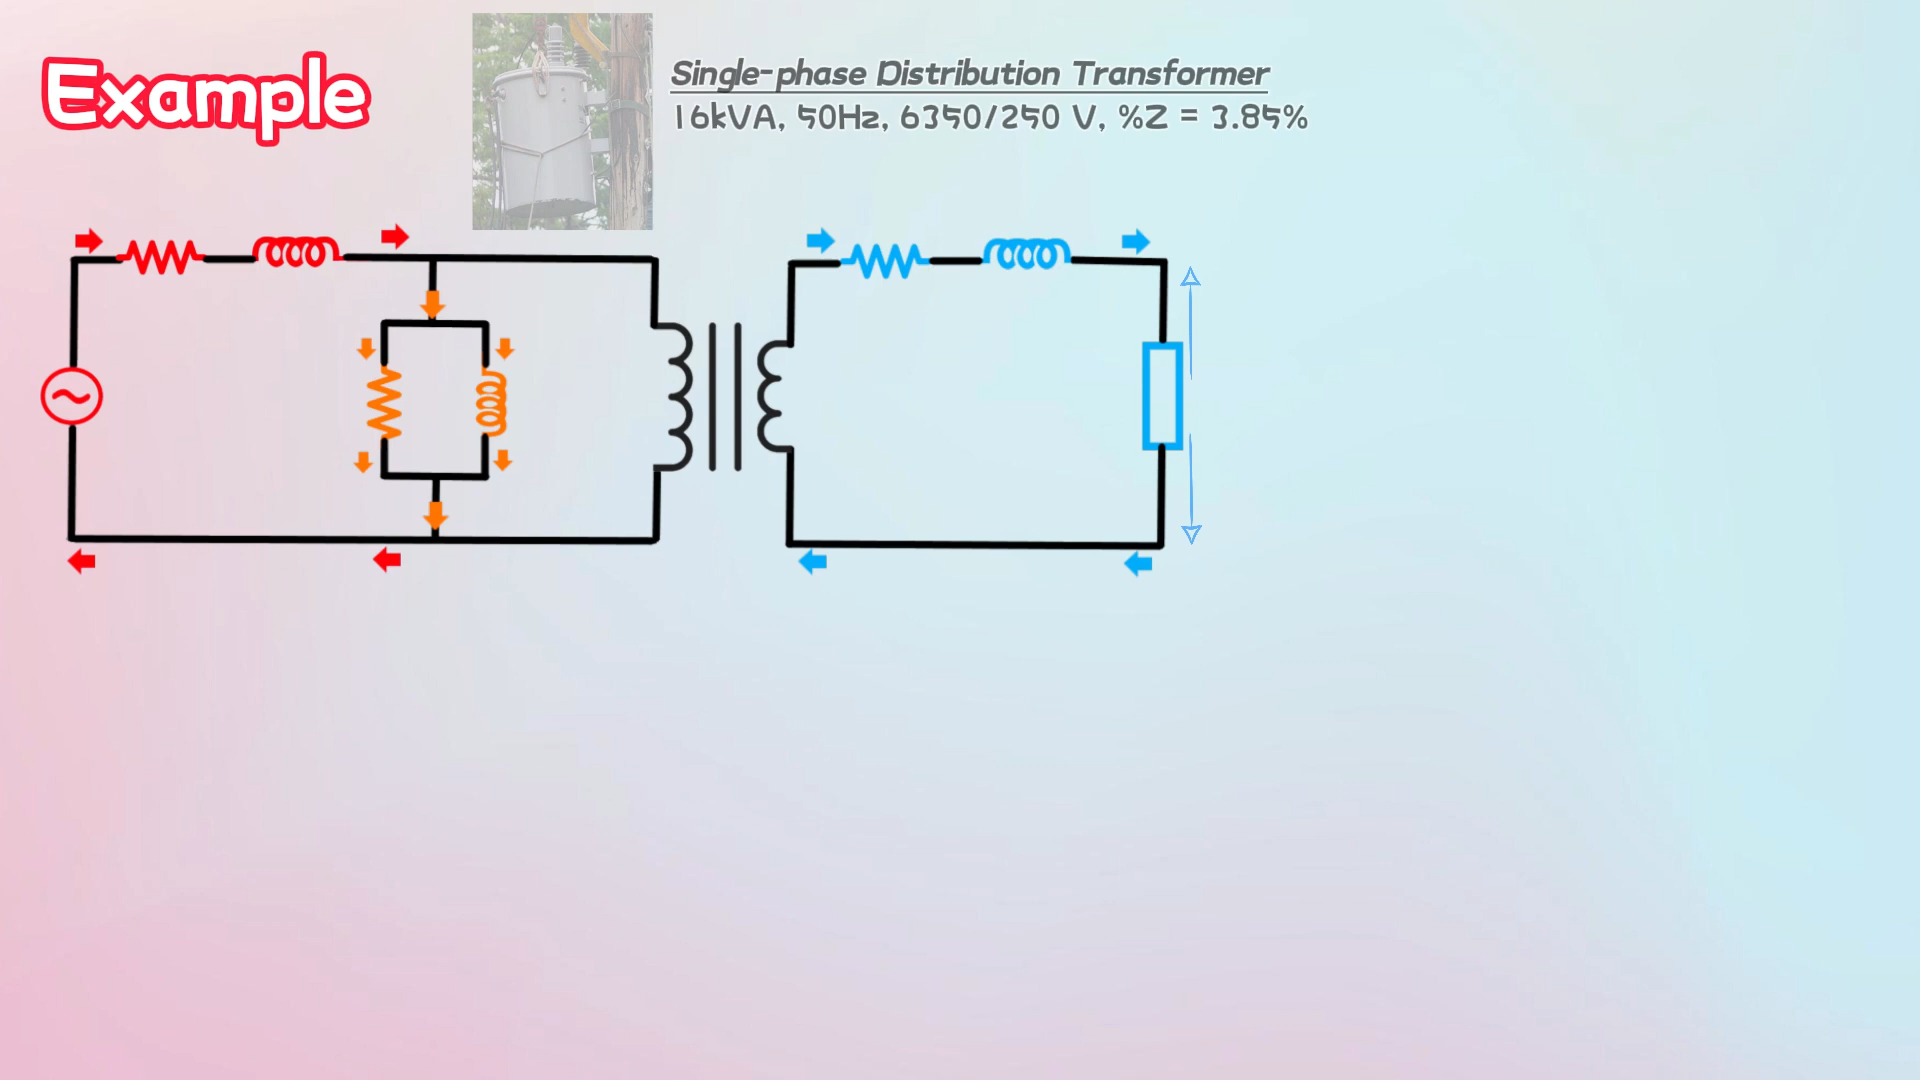 Example
Single-phase Distribution Transformer
16kVA, 50Hz, 6350/250 V, %Z = 3.85%